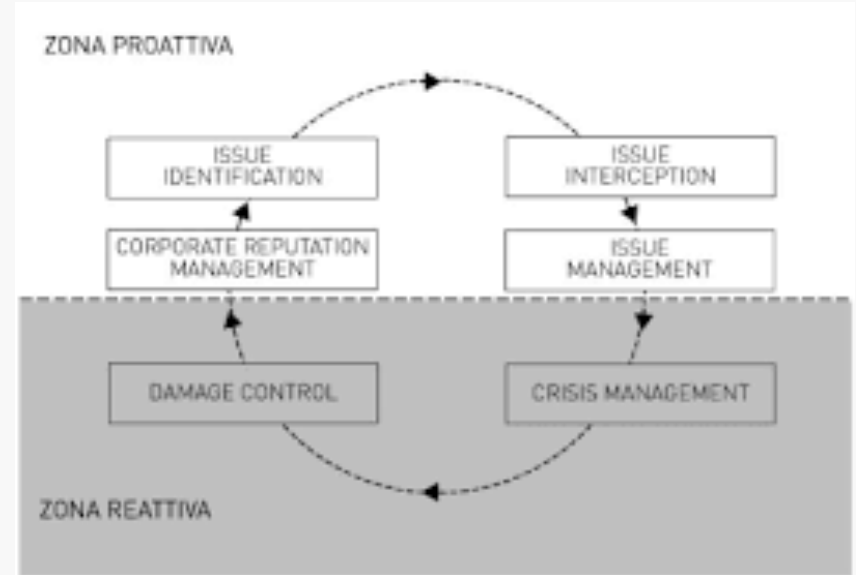 ZONA PROATTIVA
ISSUE
IDENTIFICATION
ISSUE
INTERCEPTION
CORPORATE REPUTATION
MANAGEMENT
ISSUE
MANAGEMENT
DAMAGE CONTROL
CRISIS MANAGEMENT
ZONA REATTIVA